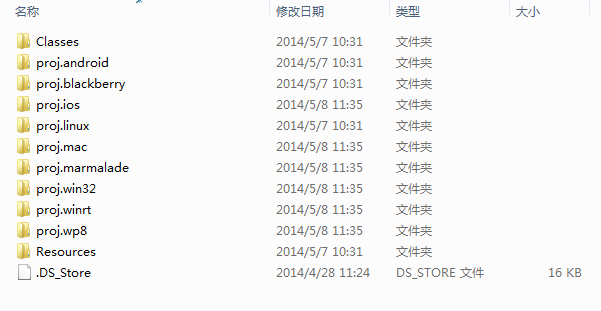 名称 修改日期 类型 大小
Classes 2014/5/7 10:31 文件夹
proj.android 2014/5/7 10:31 文件夹
proj.blackberry 2014/5/7 10:31 文件夹
proj.ios 2014/5/8 11:35 文件夹
proj.linux 2014/5/7 10:31 文件夹
proj.mac 2014/5/8 11:35 文件夹
proj.marmalade 2014/5/8 11:35 文件夹
proj.win32 2014/5/8 11:35 文件夹
proj.winrt 2014/5/8 11:35 文件夹
proj.wp8 2014/5/8 11:35 文件夹
Resources 2014/5/7 10:31 文件夹
.DS_Store 2014/4/28 11:24 DS_STORE 文件 16 KB